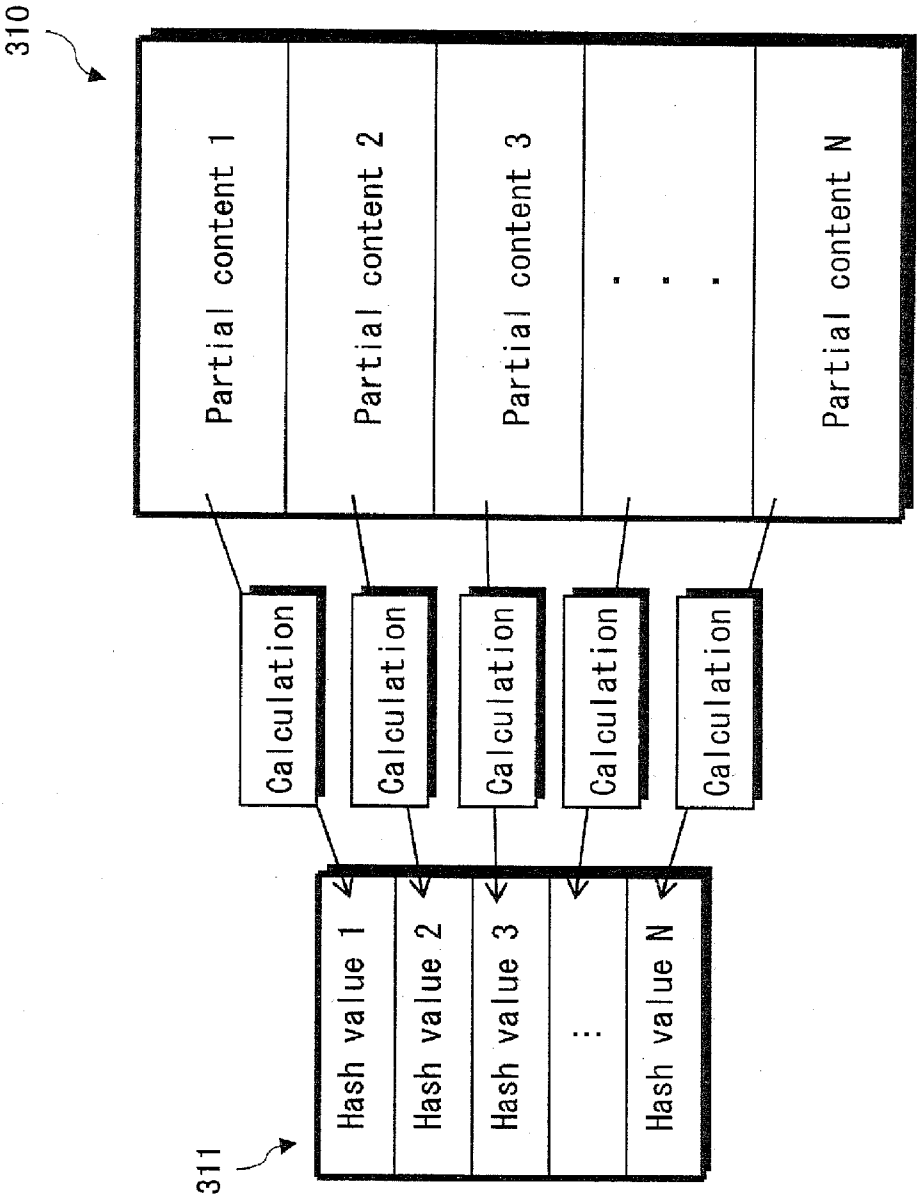 310
Partial content 1
Partial content 2
Partial content 3
. . .
Partial content N
Calculation
Calculation
Calculation
Calculation
Calculation
311
Hash value 1
Hash value 2
Hash value 3
...
Hash value N